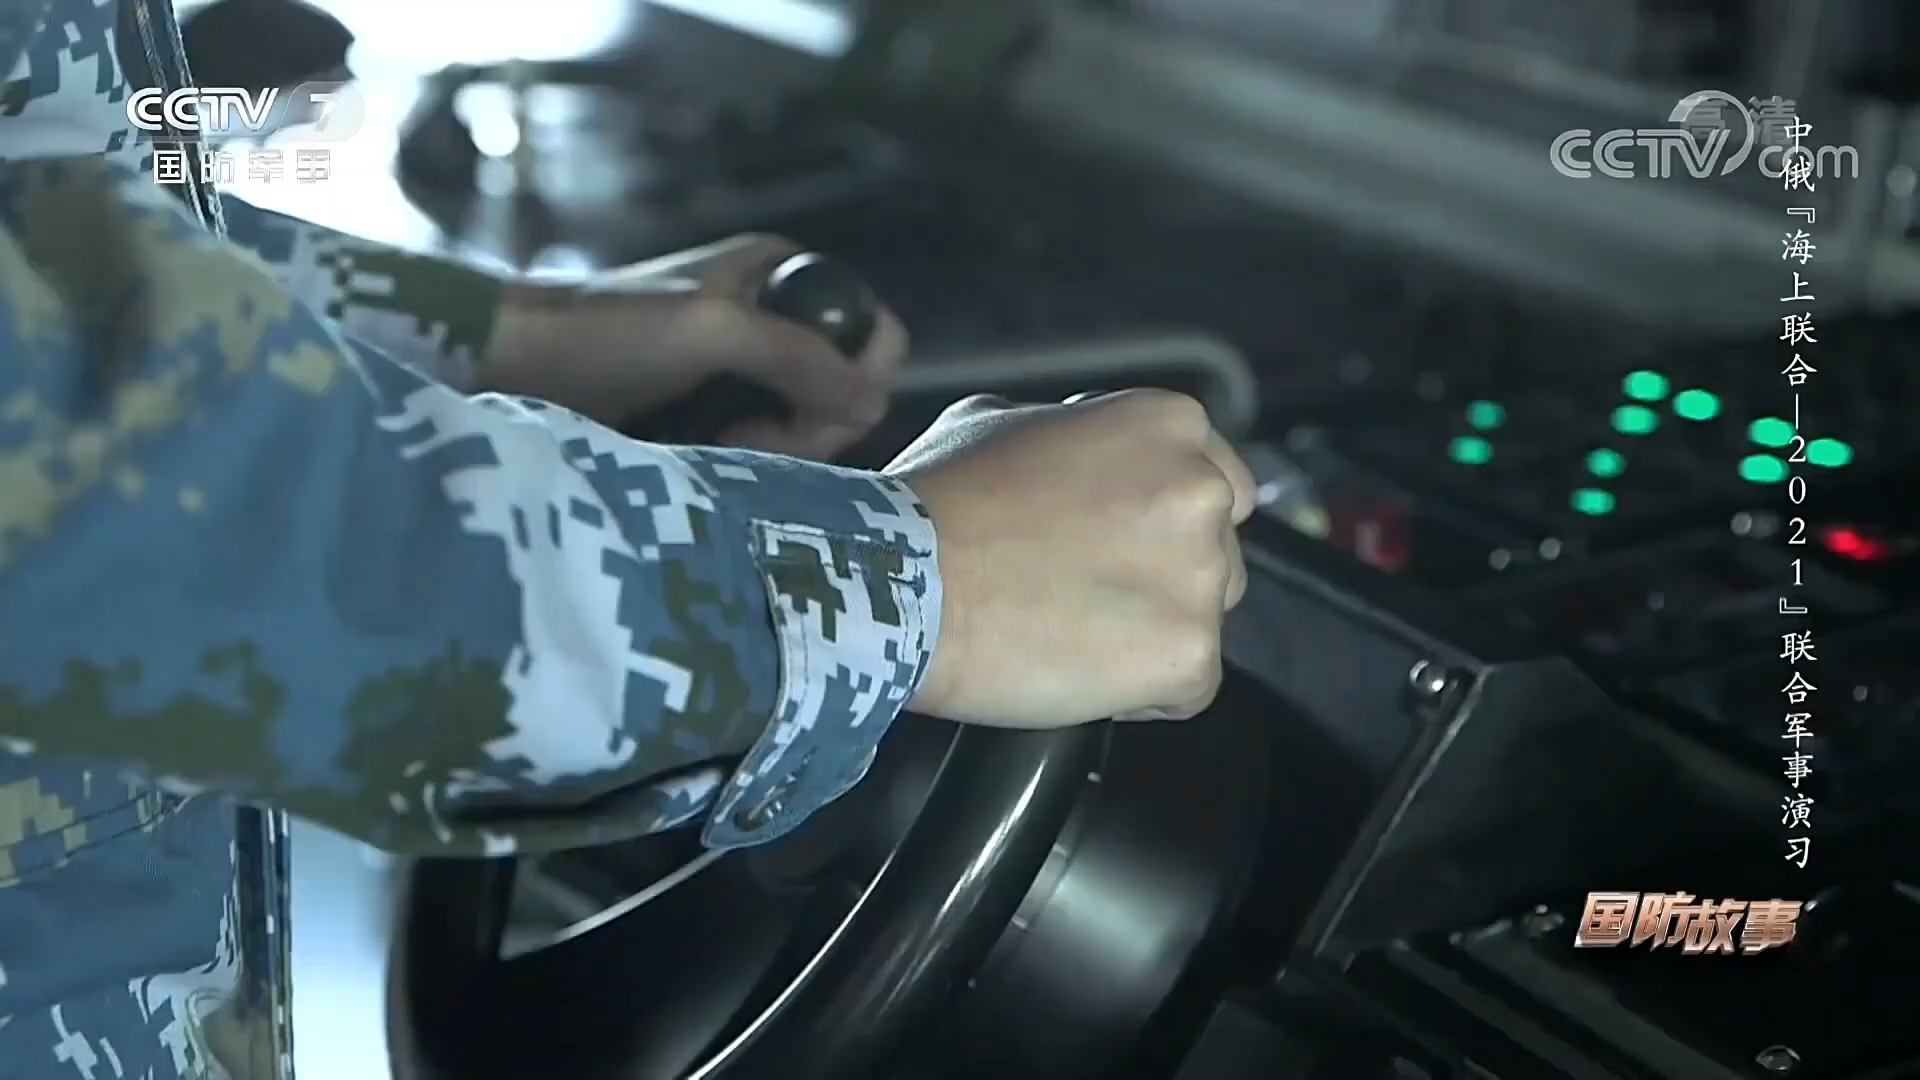 CCTV 7
国防军事
高清
CCTV.com
中俄『海上联合—2021』联合军事演习
国防故事